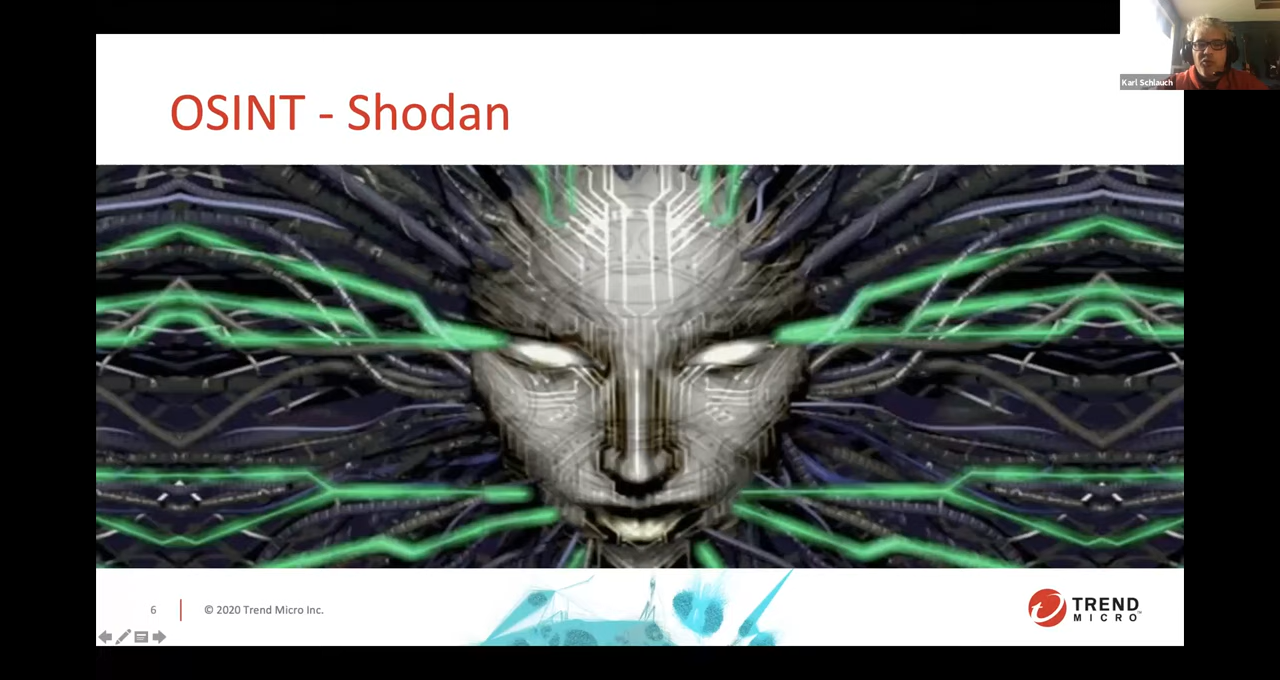 Karl Schlauch
OSINT - Shodan
6
© 2020 Trend Micro Inc.
TREND
MICRO